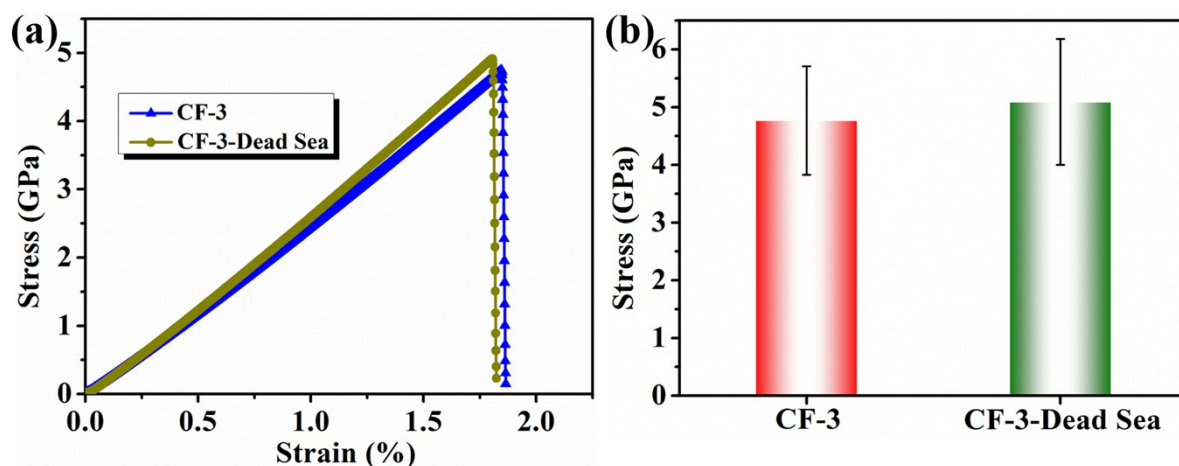 (a)
Stress (GPa)
5
4
3
2
1
0
CF-3
CF-3-Dead Sea
0.0 0.5 1.0 1.5 2.0
Strain (%)
(b)
Stress (GPa)
6
5
4
3
2
1
0
CF-3 CF-3-Dead Sea